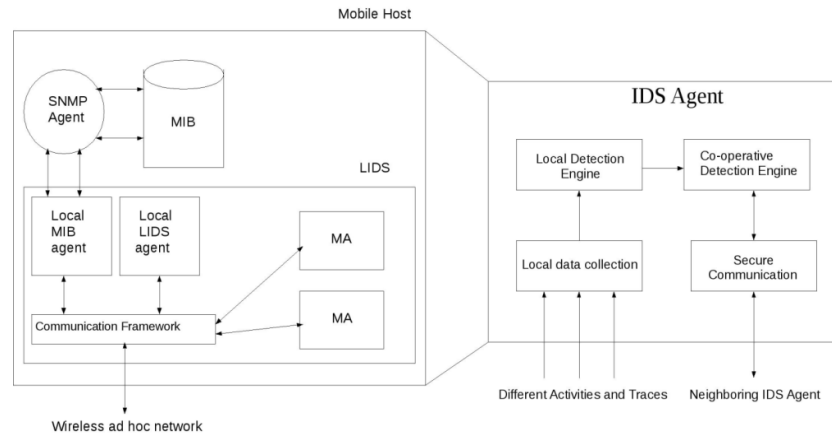 Mobile Host
SNMP
Agent
MIB
LIDS
Local
MIB
agent
Local
LIDS
agent
MA
MA
Communication Framework
Wireless ad hoc network
IDS Agent
Local Detection
Engine
Co-operative
Detection Engine
Local data collection
Secure
Communication
Different Activities and Traces
Neighboring IDS Agent